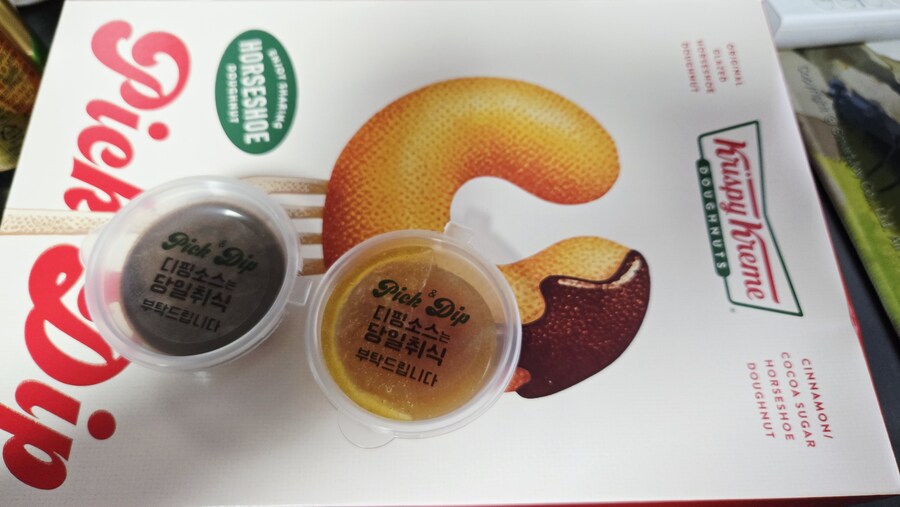 Pick
Dip
ENJOY SHARING
HORSESHOE
DOUGHNUT
ORIGINAL
GLAZED
HORSESHOE
DOUGHNUT
Krispy Kreme
DOUGHNUTS
CINNAMON/
COCOA SUGAR
HORSESHOE
DOUGHNUT
Pick & Dip
디핑소스는
당일취식
부탁드립니다
Pick & Dip
디핑소스는
당일취식
부탁드립니다